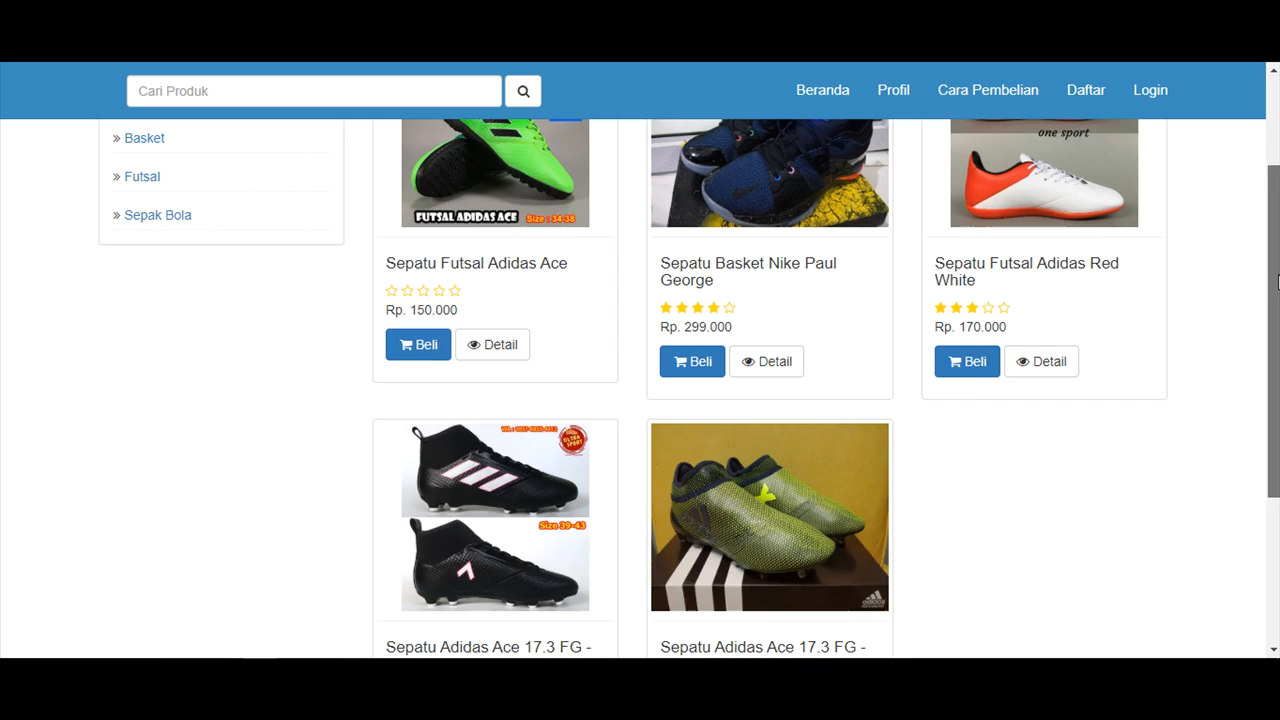 Cari Produk
Beranda
Profil
Cara Pembelian
Daftar
Login
» Basket
» Futsal
» Sepak Bola
FUTSAL ADIDAS ACE
Size : 34-38
one sport
Sepatu Futsal Adidas Ace
Rp. 150.000
Beli
Detail
Sepatu Basket Nike Paul
George
Rp. 299.000
Beli
Detail
Sepatu Futsal Adidas Red
White
Rp. 170.000
Beli
Detail
ULTRA
SPORT
Size 39-43
adidas
Sepatu Adidas Ace 17.3 FG -
Sepatu Adidas Ace 17.3 FG -